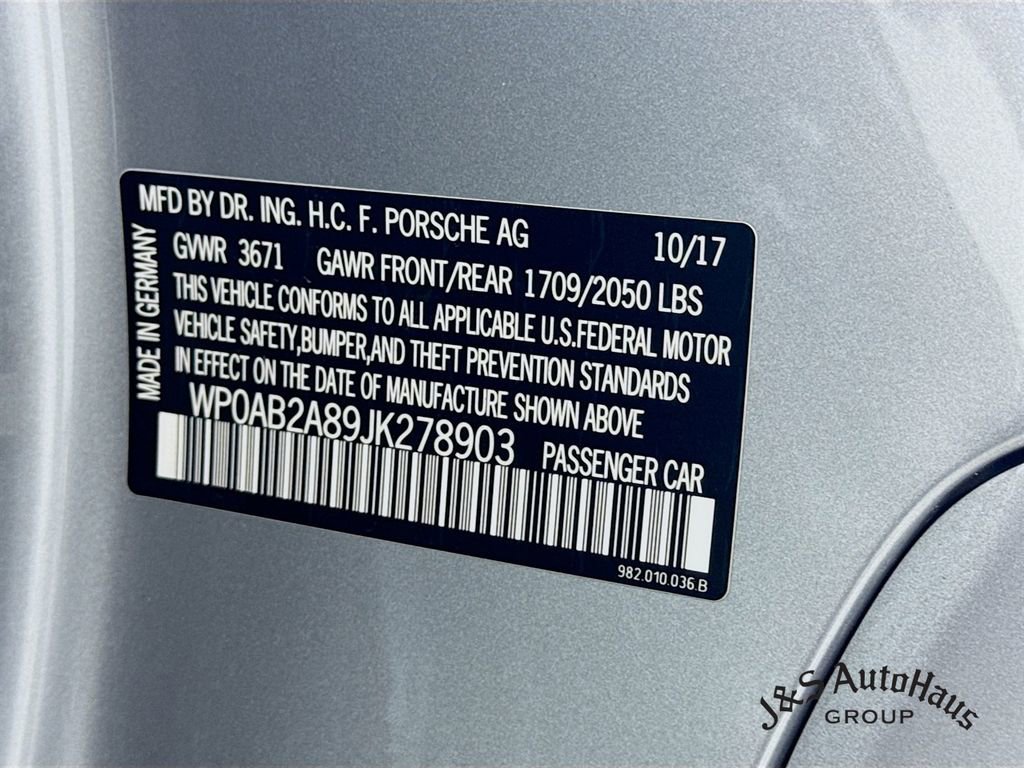 MFD BY DR. ING. H.C. F. PORSCHE AG 10/17
GVWR 3671 GAWR FRONT/REAR 1709/2050 LBS
THIS VEHICLE CONFORMS TO ALL APPLICABLE U.S.FEDERAL MOTOR
VEHICLE SAFETY,BUMPER,AND THEFT PREVENTION STANDARDS
IN EFFECT ON THE DATE OF MANUFACTURE SHOWN ABOVE
WP0AB2A89JK278903 PASSENGER CAR
MADE IN GERMANY
982.010.036.B
J&S AutoHaus
GROUP